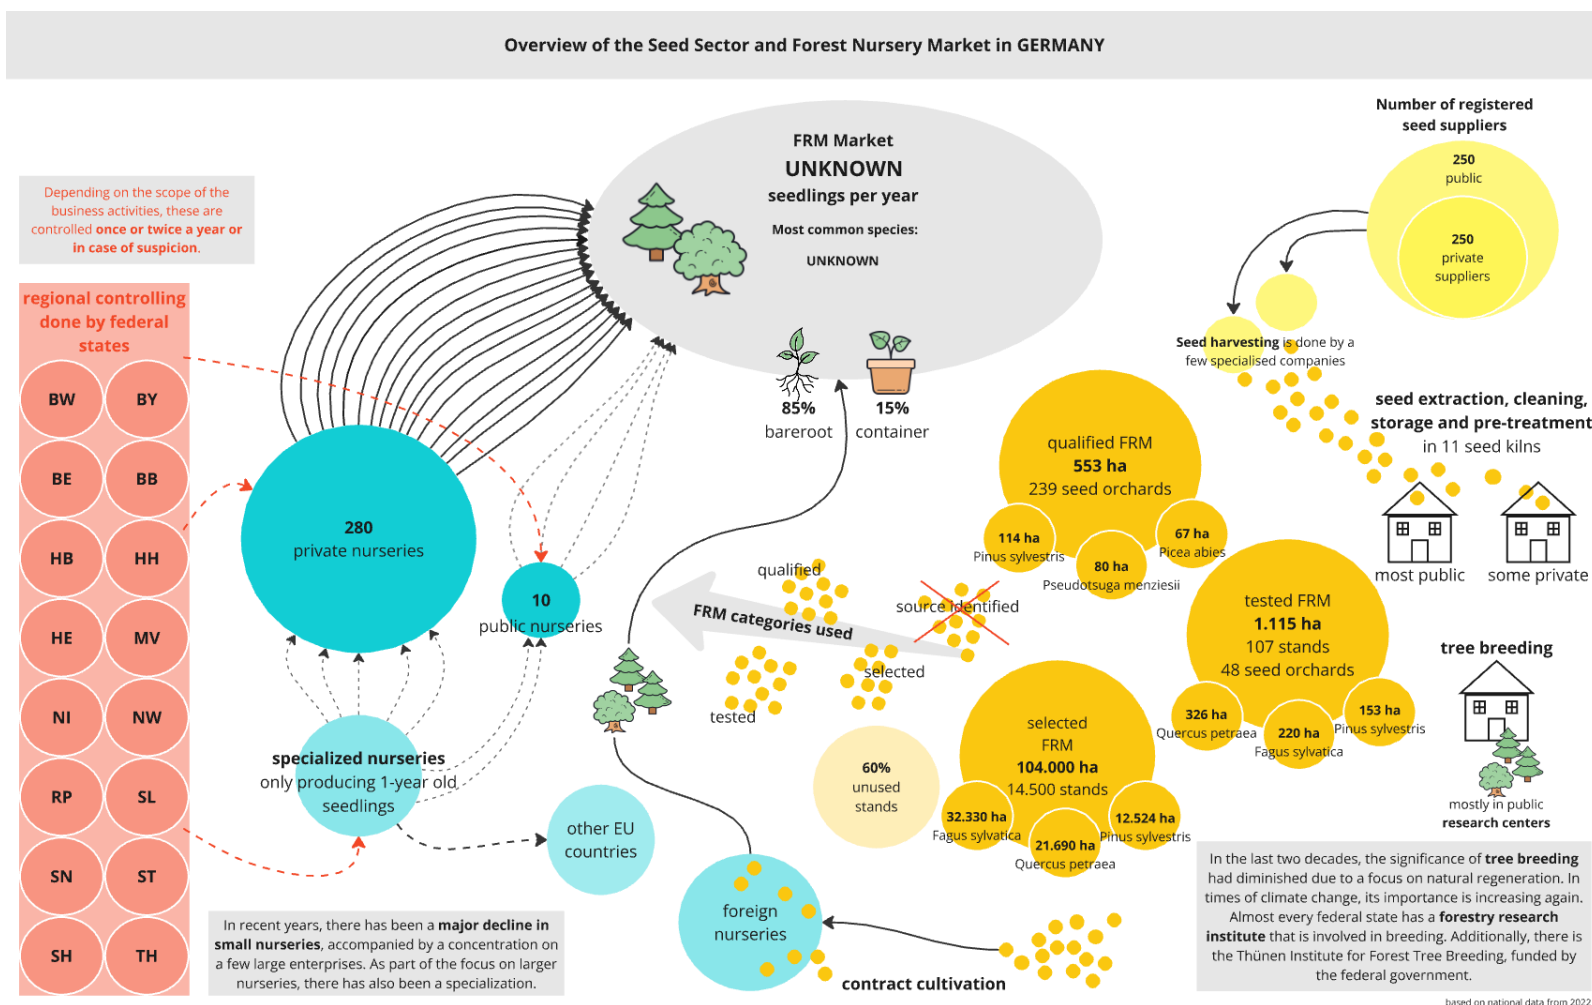 Overview of the Seed Sector and Forest Nursery Market in GERMANY
Depending on the scope of the
business activities, these are
controlled once or twice a year or
in case of suspicion.
regional controlling
done by federal
states
BW
BY
BE
BB
HB
HH
HE
MV
NI
NW
RP
SL
SN
ST
SH
TH
FRM Market
UNKNOWN
seedlings per year
Most common species:
UNKNOWN
85%
bareroot
15%
container
280
private nurseries
10
public nurseries
specialized nurseries
only producing 1-year old
seedlings
other EU
countries
In recent years, there has been a major decline in
small nurseries, accompanied by a concentration on
a few large enterprises. As part of the focus on larger
nurseries, there has also been a specialization.
foreign
nurseries
contract cultivation
FRM categories used
qualified
source identified
selected
tested
60%
unused
stands
Number of registered
seed suppliers
250
public
250
private
suppliers
Seed harvesting is done by a
few specialised companies
seed extraction, cleaning,
storage and pre-treatment
in 11 seed kilns
most public
some private
qualified FRM
553 ha
239 seed orchards
114 ha
Pinus sylvestris
80 ha
Pseudotsuga menziesii
67 ha
Picea abies
tested FRM
1.115 ha
107 stands
48 seed orchards
326 ha
Quercus petraea
220 ha
Fagus sylvatica
153 ha
Pinus sylvestris
selected
FRM
104.000 ha
14.500 stands
32.330 ha
Fagus sylvatica
21.690 ha
Quercus petraea
12.524 ha
Pinus sylvestris
tree breeding
mostly in public
research centers
In the last two decades, the significance of tree breeding
had diminished due to a focus on natural regeneration. In
times of climate change, its importance is increasing again.
Almost every federal state has a forestry research
institute that is involved in breeding. Additionally, there is
the Thünen Institute for Forest Tree Breeding, funded by
the federal government.
based on national data from 2022